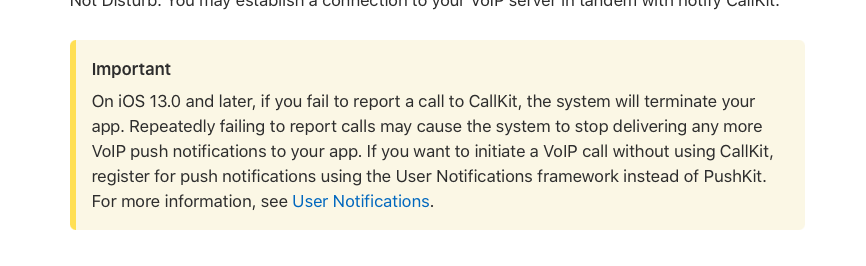 Not Disturb. You may establish a connection to your VoIP server in tandem with notify CallKit.
Important
On iOS 13.0 and later, if you fail to report a call to CallKit, the system will terminate your
app. Repeatedly failing to report calls may cause the system to stop delivering any more
VoIP push notifications to your app. If you want to initiate a VoIP call without using CallKit,
register for push notifications using the User Notifications framework instead of PushKit.
For more information, see User Notifications.